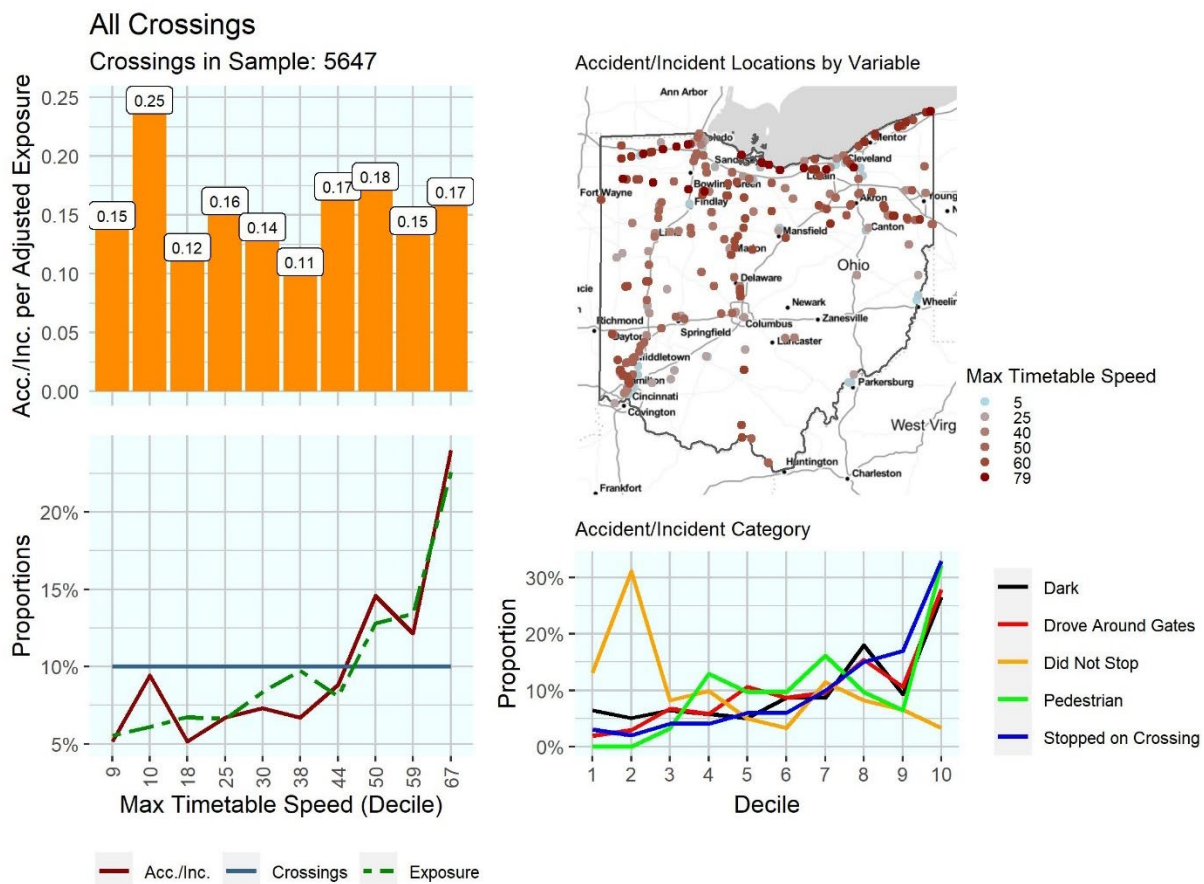 All Crossings
Crossings in Sample: 5647
Acc./Inc. per Adjusted Exposure
0.25
0.20
0.15
0.10
0.05
0.00
0.15
0.25
0.12
0.16
0.14
0.11
0.17
0.18
0.15
0.17
Proportions
20%
15%
10%
5%
9 10 18 25 30 38 44 50 59 67
Max Timetable Speed (Decile)
Acc./Inc. Crossings Exposure
Accident/Incident Locations by Variable
Ann Arbor
Mentor
Cleveland
Fort Wayne
Bowling Green
Findlay
Akron
Young
Canton
Mansfield
Marion
Ohio
Delaware
Newark
Wheelin
Richmond
Springfield
Columbus
Zanesville
Dayton
Lancaster
Middletown
Cincinnati
Covington
Parkersburg
West Virg
Huntington
Charleston
Frankfort
Max Timetable Speed
5
25
40
50
60
79
Accident/Incident Category
Proportion
30%
20%
10%
0%
1 2 3 4 5 6 7 8 9 10
Decile
Dark
Drove Around Gates
Did Not Stop
Pedestrian
Stopped on Crossing